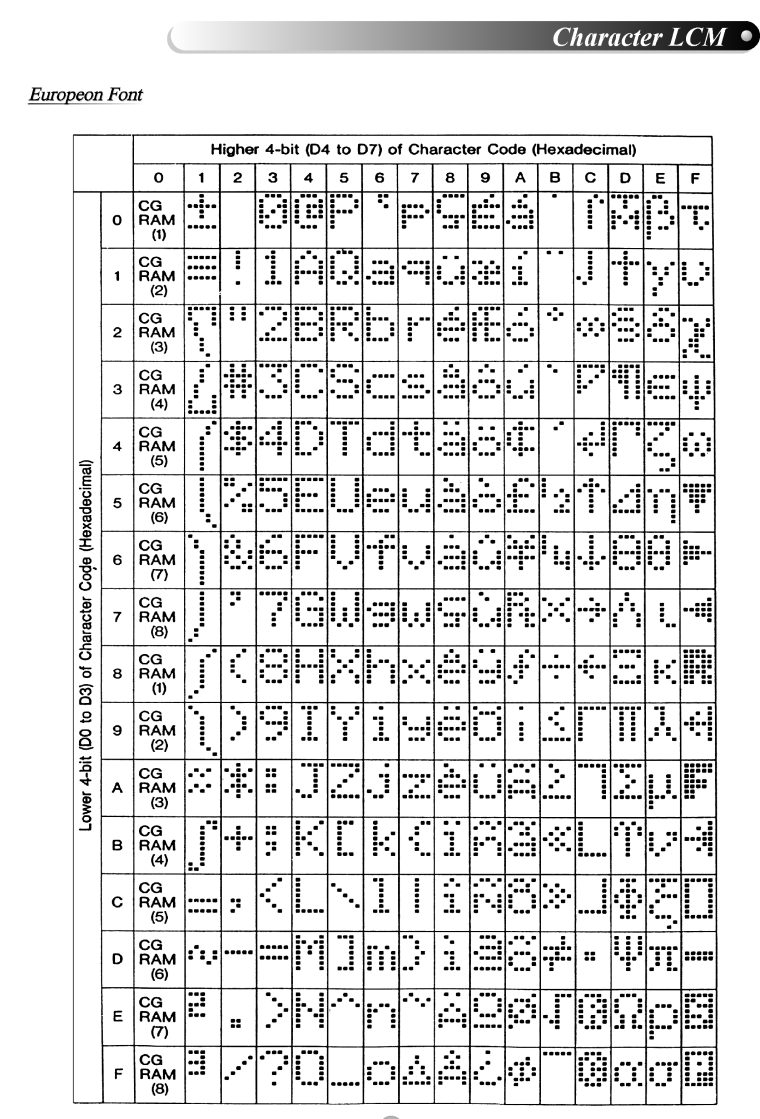 Character LCM
Europeon Font
Higher 4-bit (D4 to D7) of Character Code (Hexadecimal)
0 1 2 3 4 5 6 7 8 9 A B C D E F
Lower 4-bit (D0 to D3) of Character Code (Hexadecimal)
0 CG RAM (1) ± 0 @ P ` p Ç É á
1 CG RAM (2) ≡ ! 1 A Q a q ü æ í ¨
2 CG RAM (3) " 2 B R b r é Æ ó ° ∞
3 CG RAM (4) # 3 C S c s â ô ú ` ¶ ψ
4 CG RAM (5) $ 4 D T d t ä ö ¢ ´ Γ ω
5 CG RAM (6) % 5 E U e u à ò £ ½ ↑ η
6 CG RAM (7) & 6 F V f v ¥ ¼ ↓ Θ θ
7 CG RAM (8) ' 7 G W g w ç ù × → Λ ι
8 CG RAM (1) ( 8 H X h x ê ÿ ÷ ← Ξ κ
9 CG RAM (2) ) 9 I Y i y ë Ö ¡ ≤ Π λ
A CG RAM (3) * : J Z j z è Ü Ã ≥ Σ μ
B CG RAM (4) + ; K [ k ï Ñ «
C CG RAM (5) = , < L \ l | î Ñ Õ » Φ ξ
D CG RAM (6) - = M ] m ì õ ≠ Ψ π
E CG RAM (7) . > N ^ n ~ Ä º Ø √ Ω ρ
F CG RAM (8) / ? O _ o Å ¿ ø ¯ α σ